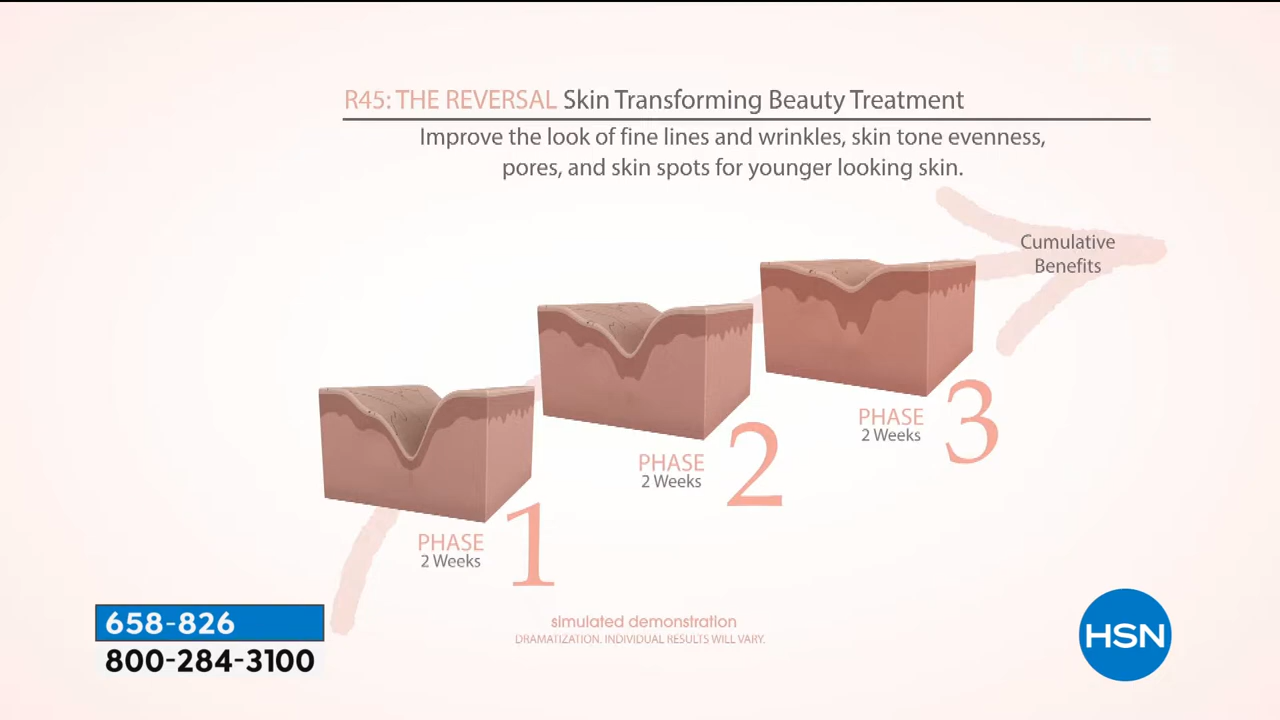 R45: THE REVERSAL Skin Transforming Beauty Treatment
Improve the look of fine lines and wrinkles, skin tone evenness,
pores, and skin spots for younger looking skin.
Cumulative
Benefits
PHASE
2 Weeks
3
PHASE
2 Weeks
2
PHASE
2 Weeks
1
simulated demonstration
DRAMATIZATION. INDIVIDUAL RESULTS WILL VARY.
658-826
800-284-3100
HSN